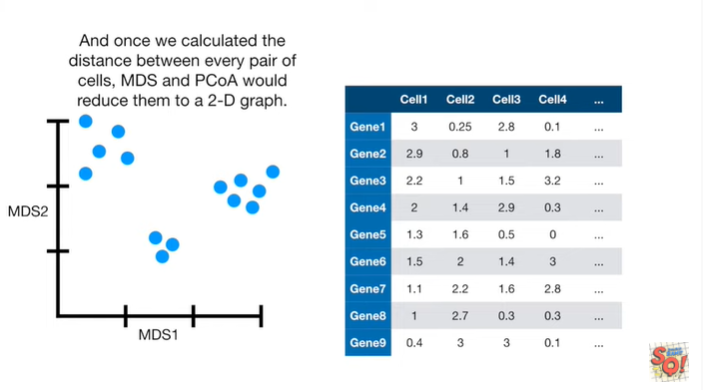 And once we calculated the
distance between every pair of
cells, MDS and PCoA would
reduce them to a 2-D graph.
MDS2
MDS1
Cell1 Cell2 Cell3 Cell4 ...
Gene1 3 0.25 2.8 0.1 ...
Gene2 2.9 0.8 1 1.8 ...
Gene3 2.2 1 1.5 3.2 ...
Gene4 2 1.4 2.9 0.3 ...
Gene5 1.3 1.6 0.5 0 ...
Gene6 1.5 2 1.4 3 ...
Gene7 1.1 2.2 1.6 2.8 ...
Gene8 1 2.7 0.3 0.3 ...
Gene9 0.4 3 3 0.1 ...
SQ!